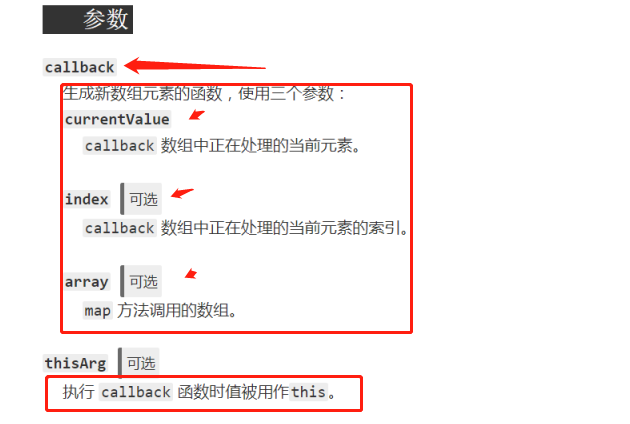 参数
callback
生成新数组元素的函数，使用三个参数：
currentValue
callback 数组中正在处理的当前元素。
index 可选
callback 数组中正在处理的当前元素的索引。
array 可选
map 方法调用的数组。
thisArg 可选
执行 callback 函数时值被用作this。